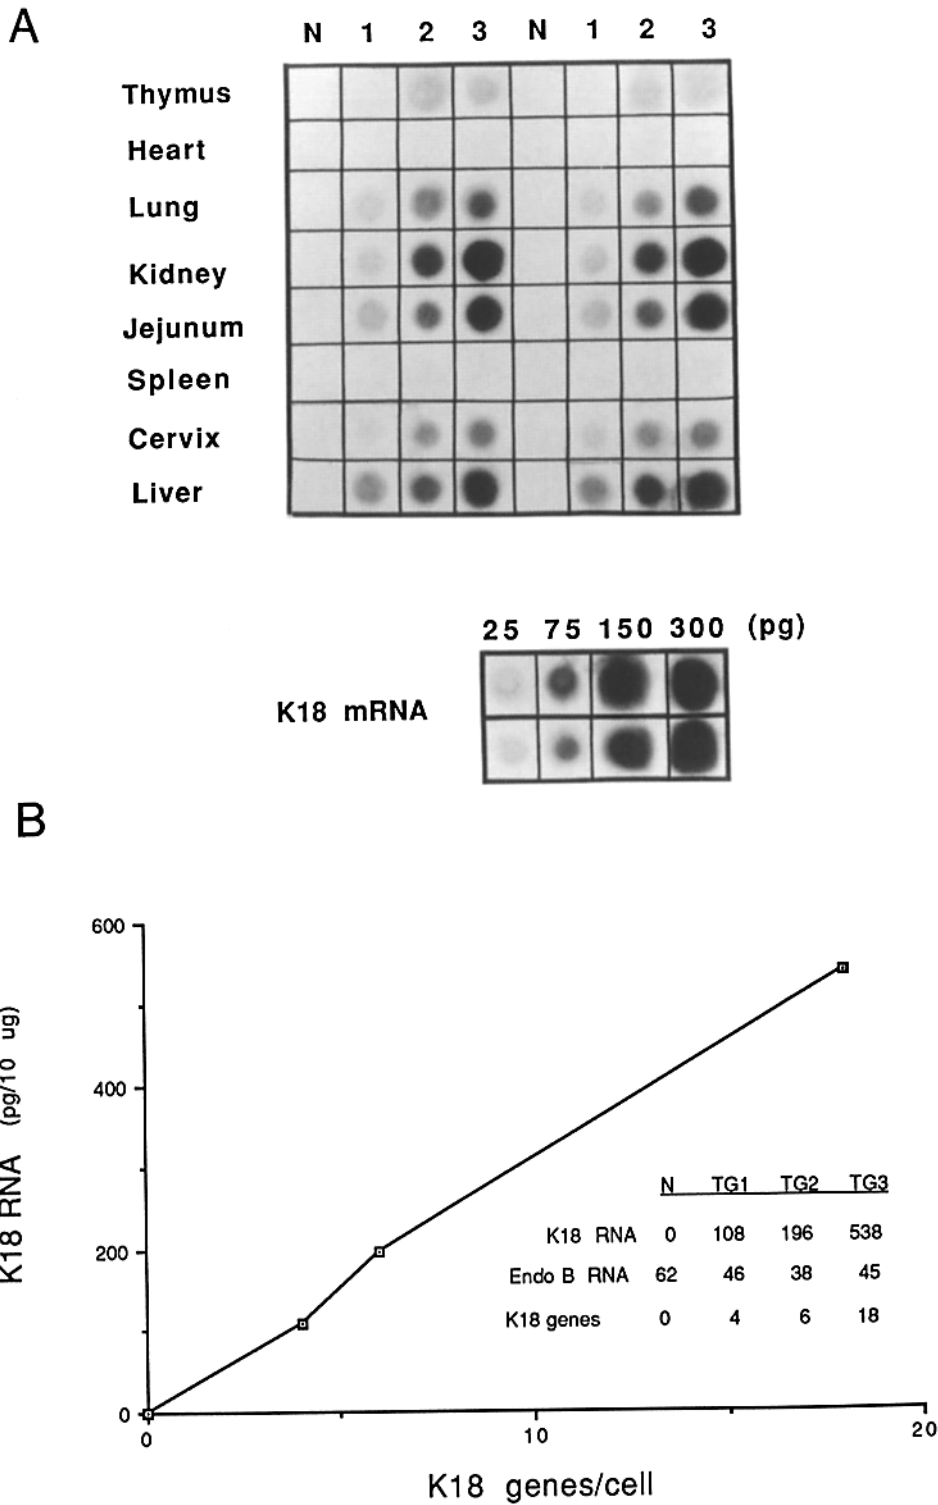 A
N 1 2 3 N 1 2 3
Thymus
Heart
Lung
Kidney
Jejunum
Spleen
Cervix
Liver
25 75 150 300 (pg)
K18 mRNA
B
600
400
200
0
K18 RNA (pg/10 ug)
N TG1 TG2 TG3
K18 RNA 0 108 196 538
Endo B RNA 62 46 38 45
K18 genes 0 4 6 18
0 10 20
K18 genes/cell